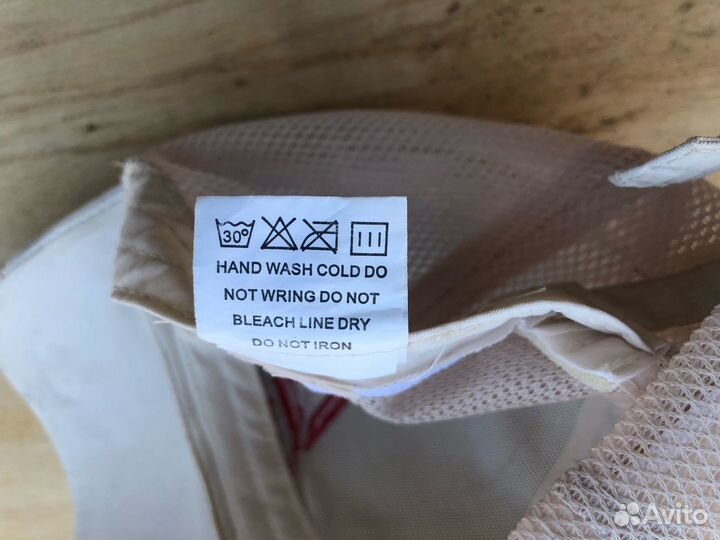 30°
HAND WASH COLD DO
NOT WRING DO NOT
BLEACH LINE DRY
DO NOT IRON
Avito